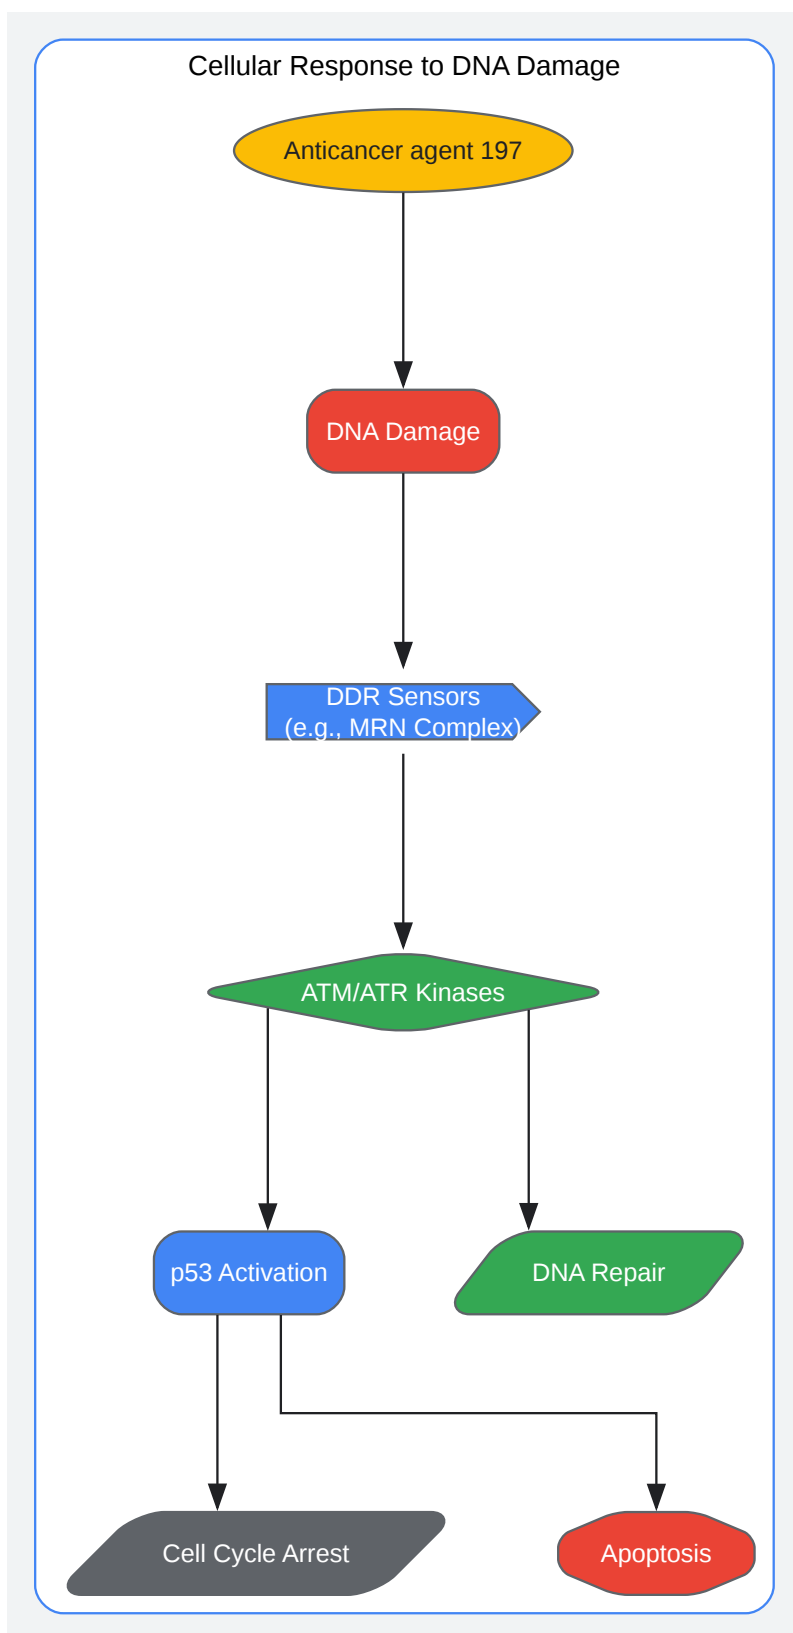 Cellular Response to DNA Damage
Anticancer agent 197
DNA Damage
DDR Sensors
(e.g., MRN Complex)
ATM/ATR Kinases
p53 Activation
DNA Repair
Cell Cycle Arrest
Apoptosis